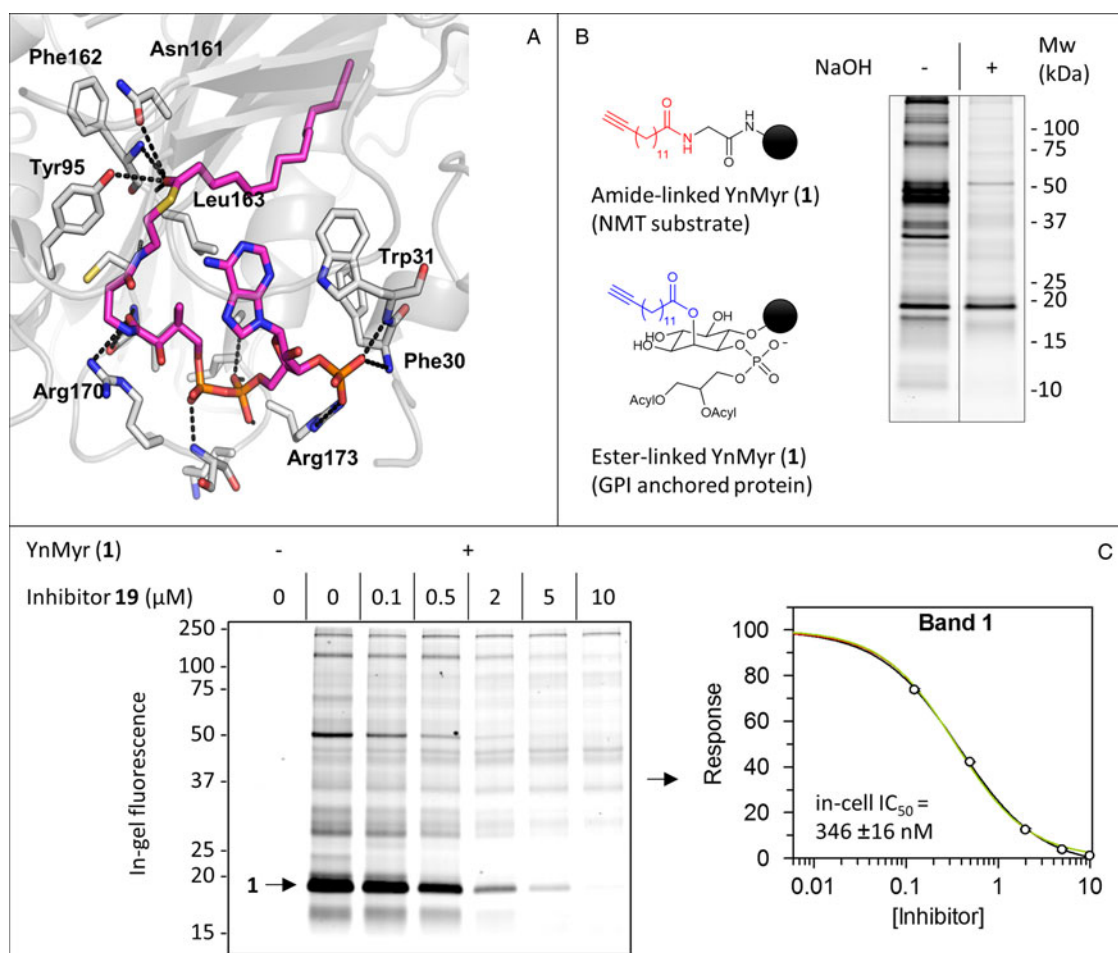 A
Asn161
Phe162
Tyr95
Leu163
Trp31
Phe30
Arg170
Arg173
B
NaOH - +
Mw
(kDa)
O
H
N
N
H
O
11
Amide-linked YnMyr (1)
(NMT substrate)
- 100
- 75
- 50
- 37
- 25
- 20
- 15
- 10
O
11
O
OH
HO
HO
O
O
P
O
O-
O
AcylO
OAcyl
Ester-linked YnMyr (1)
(GPI anchored protein)
C
YnMyr (1) - +
Inhibitor 19 (μM) 0 0 0.1 0.5 2 5 10
In-gel fluorescence
250
100
75
50
37
25
20
1
15
Band 1
Response
100
80
60
40
20
0
in-cell IC50 =
346 ±16 nM
0.01 0.1 1 10
[Inhibitor]